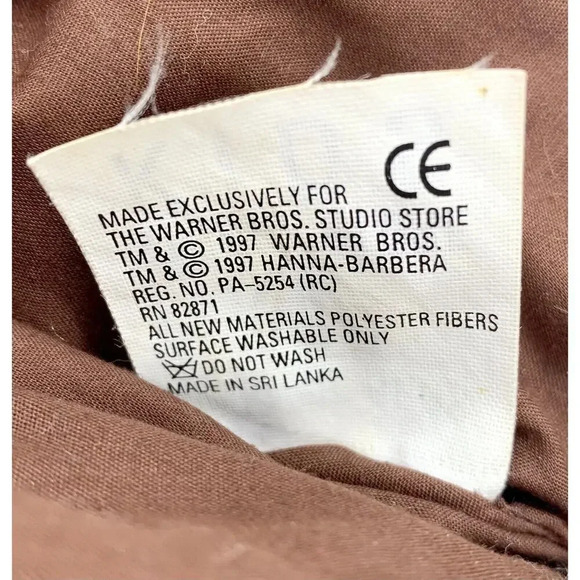 CE
MADE EXCLUSIVELY FOR
THE WARNER BROS. STUDIO STORE
TM & © 1997 WARNER BROS.
TM & © 1997 HANNA-BARBERA
REG. NO. PA-5254 (RC)
RN 82871
ALL NEW MATERIALS POLYESTER FIBERS
SURFACE WASHABLE ONLY
DO NOT WASH
MADE IN SRI LANKA